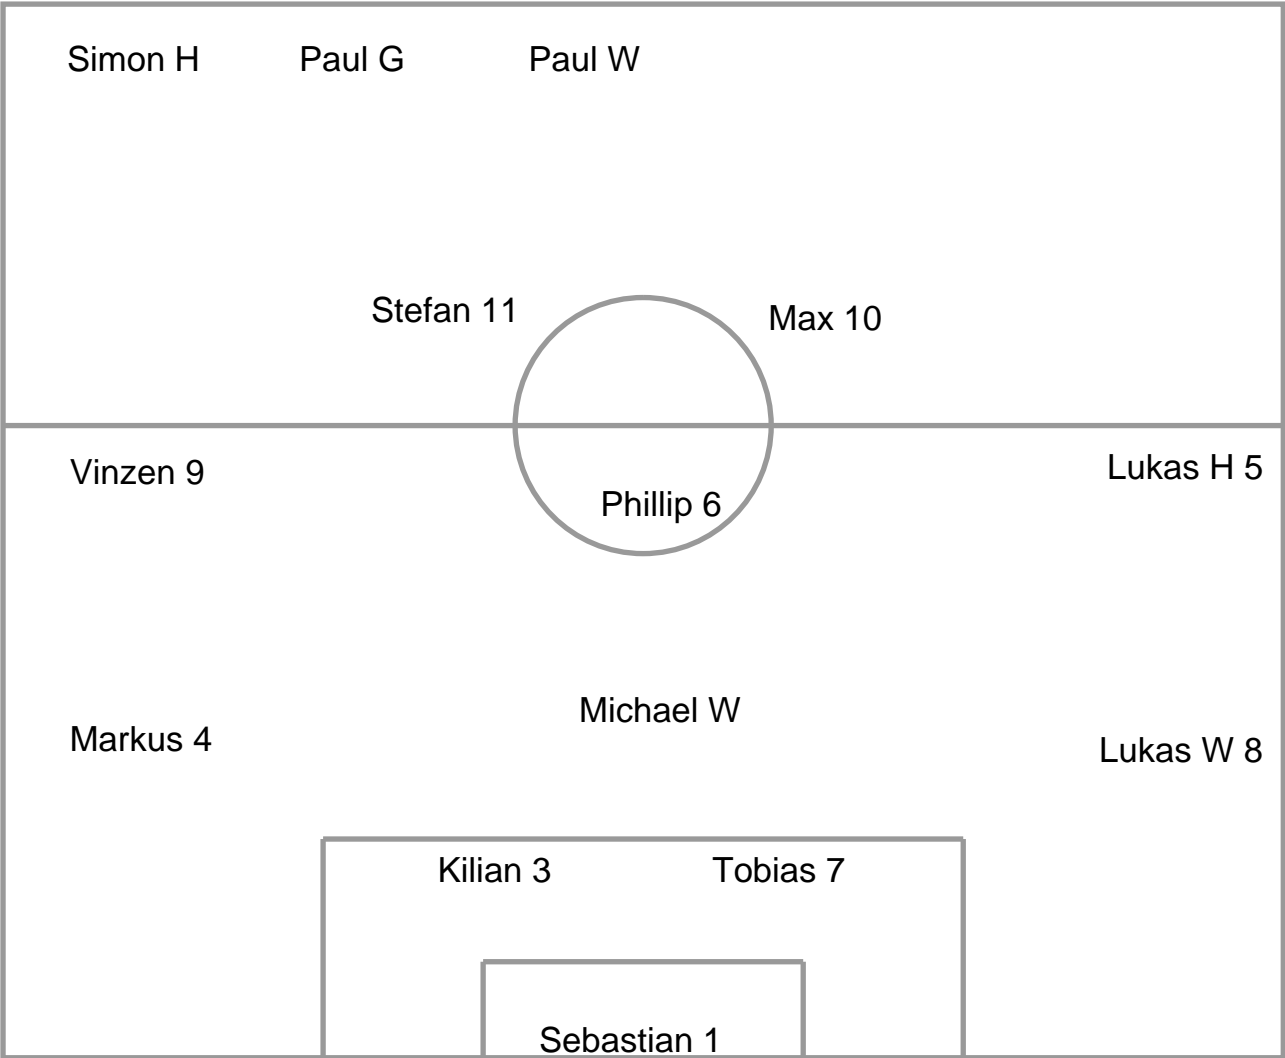 Simon H
Paul G
Paul W
Stefan 11
Max 10
Vinzen 9
Lukas H 5
Phillip 6
Michael W
Markus 4
Lukas W 8
Kilian 3
Tobias 7
Sebastian 1